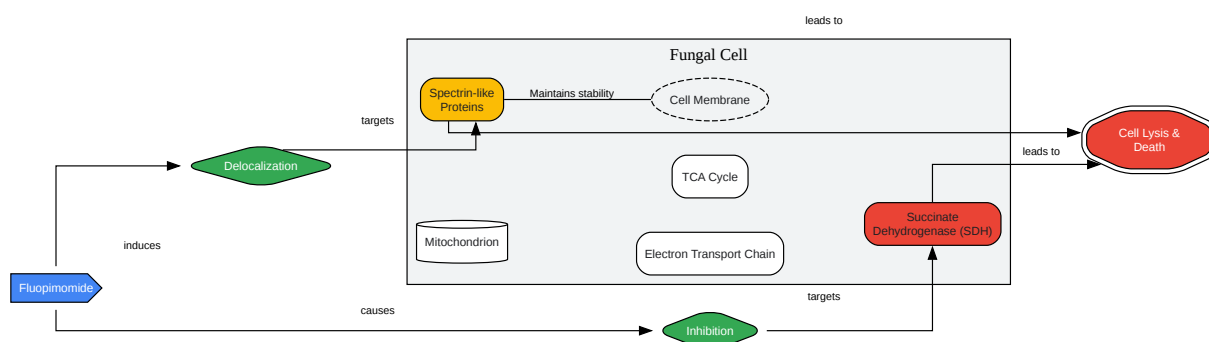 leads to
Fungal Cell
Spectrin-like
Proteins
Maintains stability
Cell Membrane
targets
Cell Lysis &
Death
leads to
Delocalization
TCA Cycle
Succinate
Dehydrogenase (SDH)
induces
Mitochondrion
Electron Transport Chain
Fluopimomide
targets
causes
Inhibition